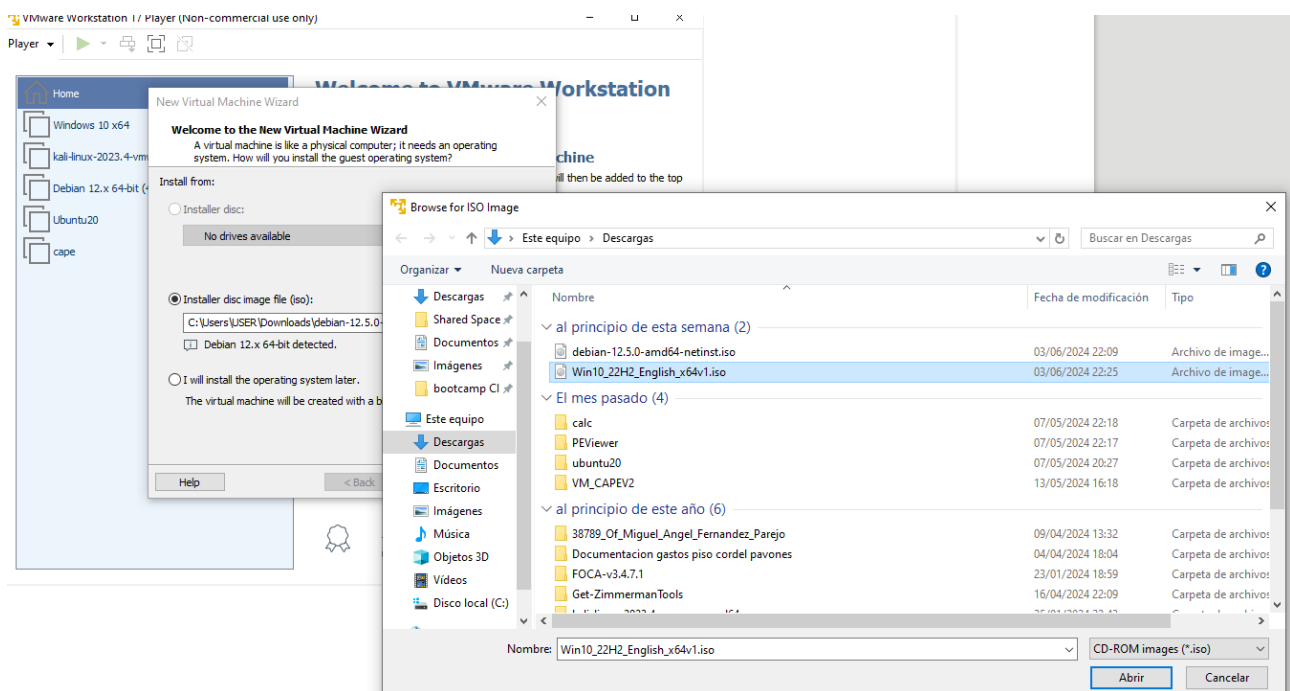 VMware Workstation 17 Player (Non-commercial use only)
Player
Home
Windows 10 x64
kali-linux-2023.4-vm
Debian 12.x 64-bit (
Ubuntu20
cape
Welcome to VMware Workstation
chine
ill then be added to the top
New Virtual Machine Wizard
Welcome to the New Virtual Machine Wizard
A virtual machine is like a physical computer; it needs an operating
system. How will you install the guest operating system?
Install from:
Installer disc:
No drives available
Installer disc image file (iso):
C:\Users\USER\Downloads\debian-12.5.0-
Debian 12.x 64-bit detected.
I will install the operating system later.
The virtual machine will be created with a b
Help
< Back
Browse for ISO Image
Este equipo > Descargas
Buscar en Descargas
Organizar
Nueva carpeta
Descargas
Shared Space
Documentos
Imágenes
bootcamp CI
Este equipo
Descargas
Documentos
Escritorio
Imágenes
Música
Objetos 3D
Vídeos
Disco local (C:)
Nombre Fecha de modificación Tipo
al principio de esta semana (2)
debian-12.5.0-amd64-netinst.iso 03/06/2024 22:09 Archivo de image...
Win10_22H2_English_x64v1.iso 03/06/2024 22:25 Archivo de image...
El mes pasado (4)
calc 07/05/2024 22:18 Carpeta de archivos
PEViewer 07/05/2024 22:17 Carpeta de archivos
ubuntu20 07/05/2024 20:27 Carpeta de archivos
VM_CAPEV2 13/05/2024 16:18 Carpeta de archivos
al principio de este año (6)
38789_Of_Miguel_Angel_Fernandez_Parejo 09/04/2024 13:32 Carpeta de archivos
Documentacion gastos piso cordel pavones 04/04/2024 18:04 Carpeta de archivos
FOCA-v3.4.7.1 23/01/2024 18:59 Carpeta de archivos
Get-ZimmermanTools 16/04/2024 22:09 Carpeta de archivos
Nombre: Win10_22H2_English_x64v1.iso
CD-ROM images (*.iso)
Abrir
Cancelar